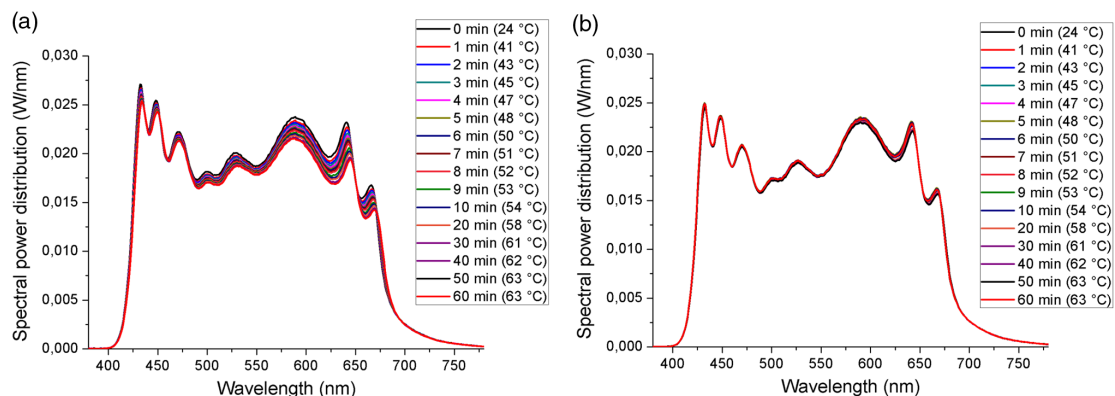 (a)
0 min (24 °C)
1 min (41 °C)
2 min (43 °C)
3 min (45 °C)
4 min (47 °C)
5 min (48 °C)
6 min (50 °C)
7 min (51 °C)
8 min (52 °C)
9 min (53 °C)
10 min (54 °C)
20 min (58 °C)
30 min (61 °C)
40 min (62 °C)
50 min (63 °C)
60 min (63 °C)
Spectral power distribution (W/nm)
0,030
0,025
0,020
0,015
0,010
0,005
0,000
400 450 500 550 600 650 700 750
Wavelength (nm)
(b)
0 min (24 °C)
1 min (41 °C)
2 min (43 °C)
3 min (45 °C)
4 min (47 °C)
5 min (48 °C)
6 min (50 °C)
7 min (51 °C)
8 min (52 °C)
9 min (53 °C)
10 min (54 °C)
20 min (58 °C)
30 min (61 °C)
40 min (62 °C)
50 min (63 °C)
60 min (63 °C)
Spectral power distribution (W/nm)
0,030
0,025
0,020
0,015
0,010
0,005
0,000
400 450 500 550 600 650 700 750
Wavelength (nm)